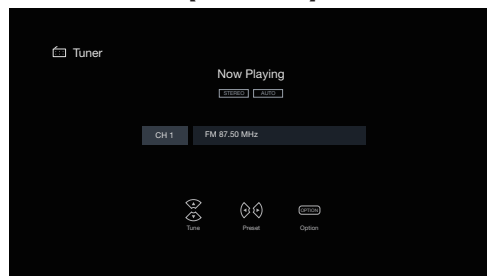 Tuner
Now Playing
STEREO AUTO
CH 1 FM 87.50 MHz
OPTION
Tune Preset Option